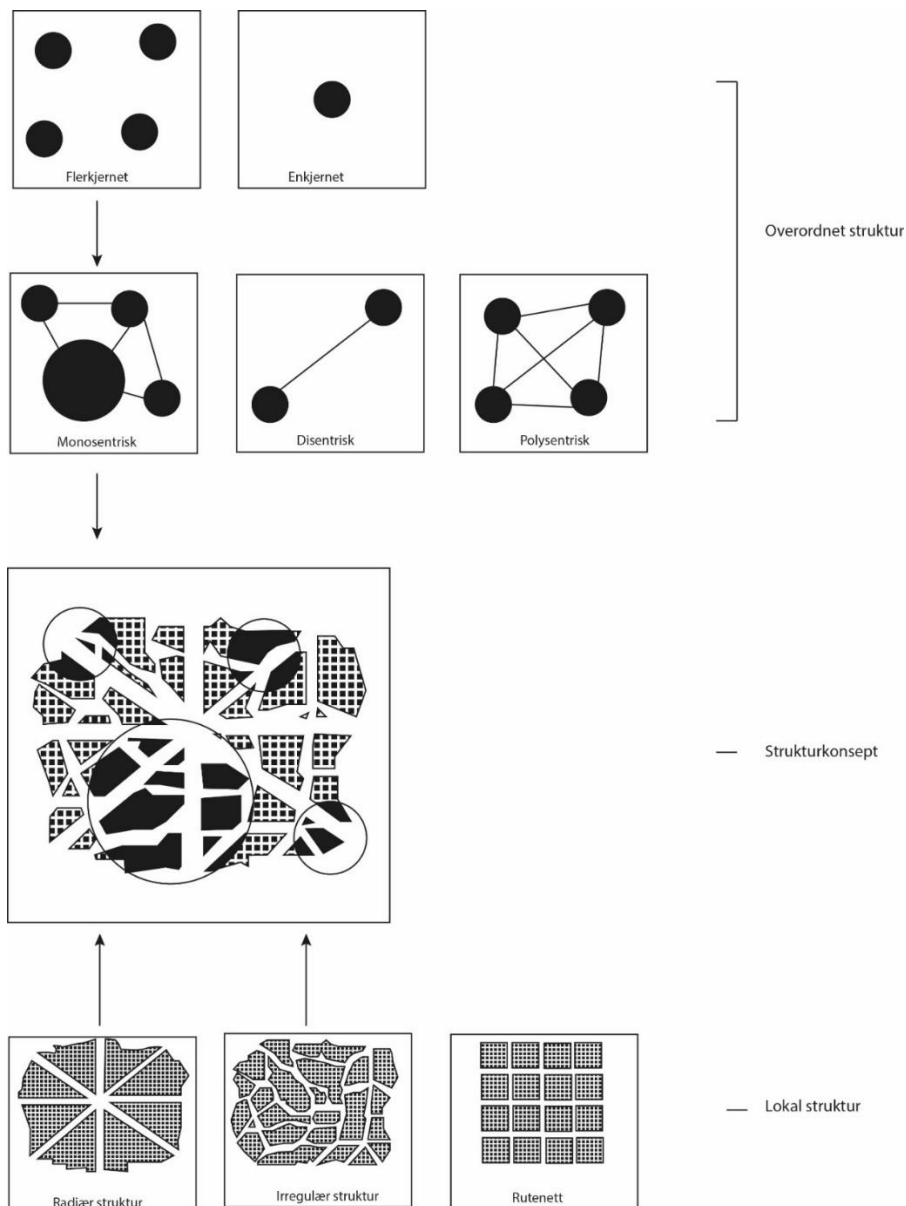 Flerkjernet
Enkjernet
Overordnet struktur
Monosentrisk
Disentrisk
Polysentrisk
Strukturkonsept
Lokal struktur
Radiær struktur
Irregulær struktur
Rutenett